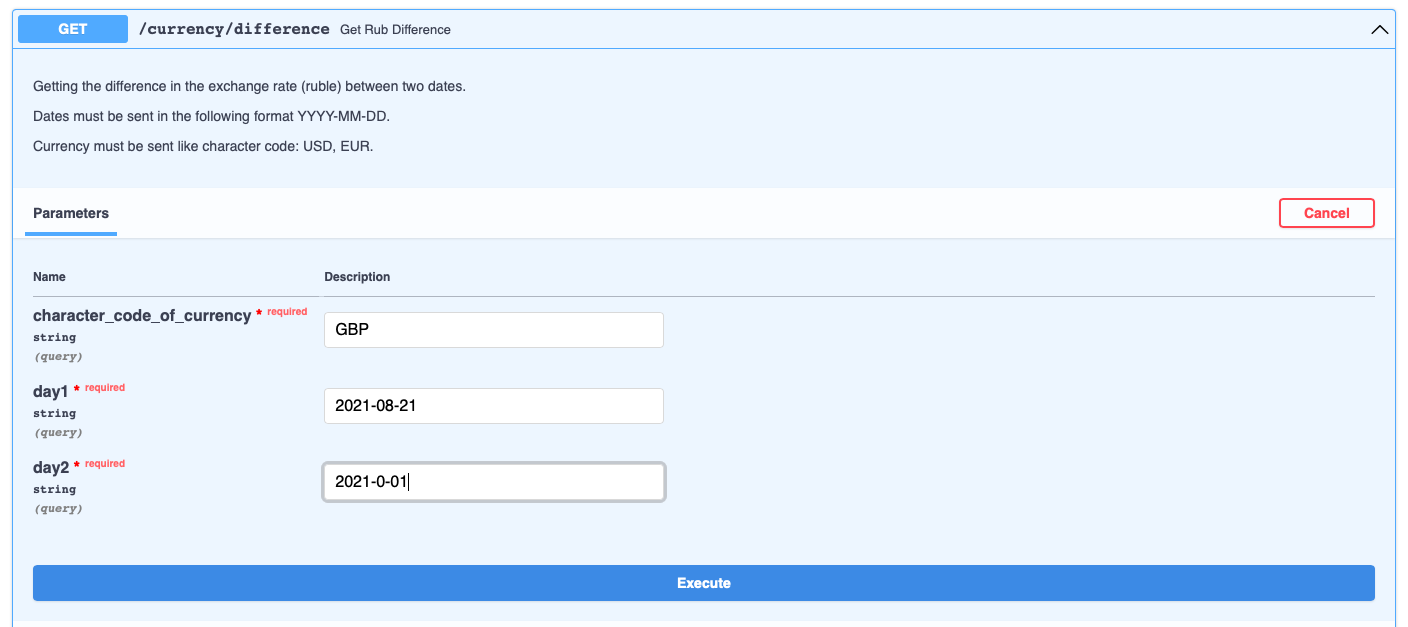 GET /currency/difference Get Rub Difference
Getting the difference in the exchange rate (ruble) between two dates.
Dates must be sent in the following format YYYY-MM-DD.
Currency must be sent like character code: USD, EUR.
Parameters Cancel
Name Description
character_code_of_currency * required
string
(query)
GBP
day1 * required
string
(query)
2021-08-21
day2 * required
string
(query)
2021-0-01
Execute